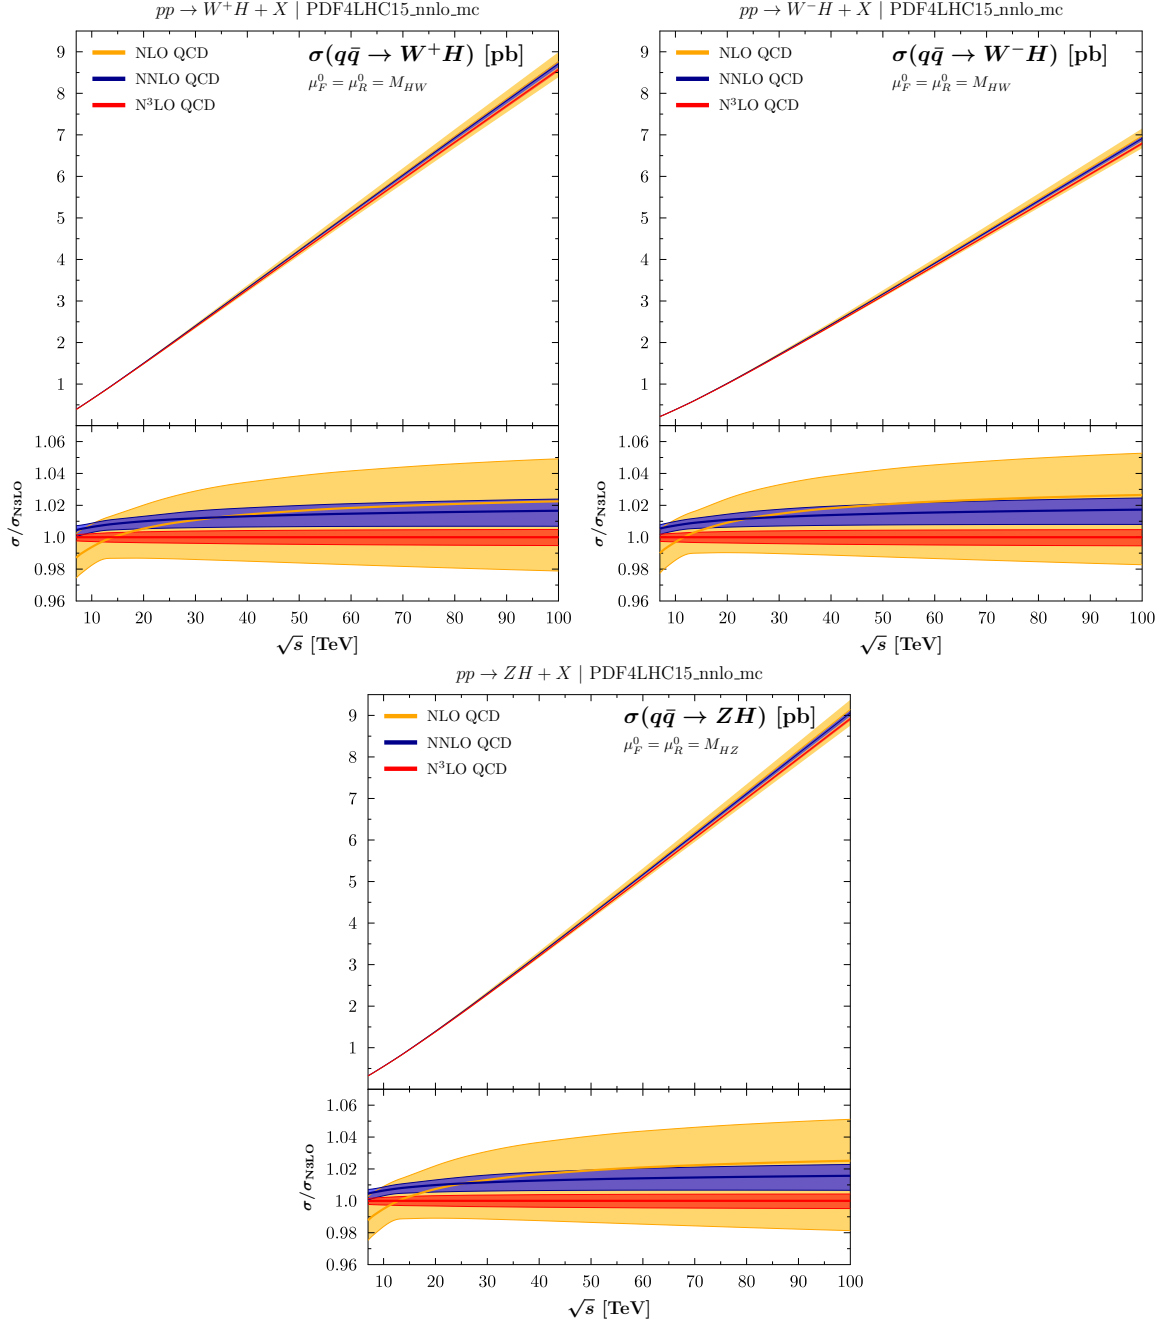 pp → W⁺H + X | PDF4LHC15_nnlo_mc
σ(qq̄ → W⁺H) [pb]
μ_F⁰ = μ_R⁰ = M_HW
NLO QCD
NNLO QCD
N³LO QCD
9
8
7
6
5
4
3
2
1
σ/σ_N3LO
1.06
1.04
1.02
1.0
0.98
0.96
10 20 30 40 50 60 70 80 90 100
√s [TeV]
pp → W⁻H + X | PDF4LHC15_nnlo_mc
σ(qq̄ → W⁻H) [pb]
μ_F⁰ = μ_R⁰ = M_HW
NLO QCD
NNLO QCD
N³LO QCD
9
8
7
6
5
4
3
2
1
σ/σ_N3LO
1.06
1.04
1.02
1.0
0.98
0.96
10 20 30 40 50 60 70 80 90 100
√s [TeV]
pp → ZH + X | PDF4LHC15_nnlo_mc
σ(qq̄ → ZH) [pb]
μ_F⁰ = μ_R⁰ = M_HZ
NLO QCD
NNLO QCD
N³LO QCD
9
8
7
6
5
4
3
2
1
σ/σ_N3LO
1.06
1.04
1.02
1.0
0.98
0.96
10 20 30 40 50 60 70 80 90 100
√s [TeV]